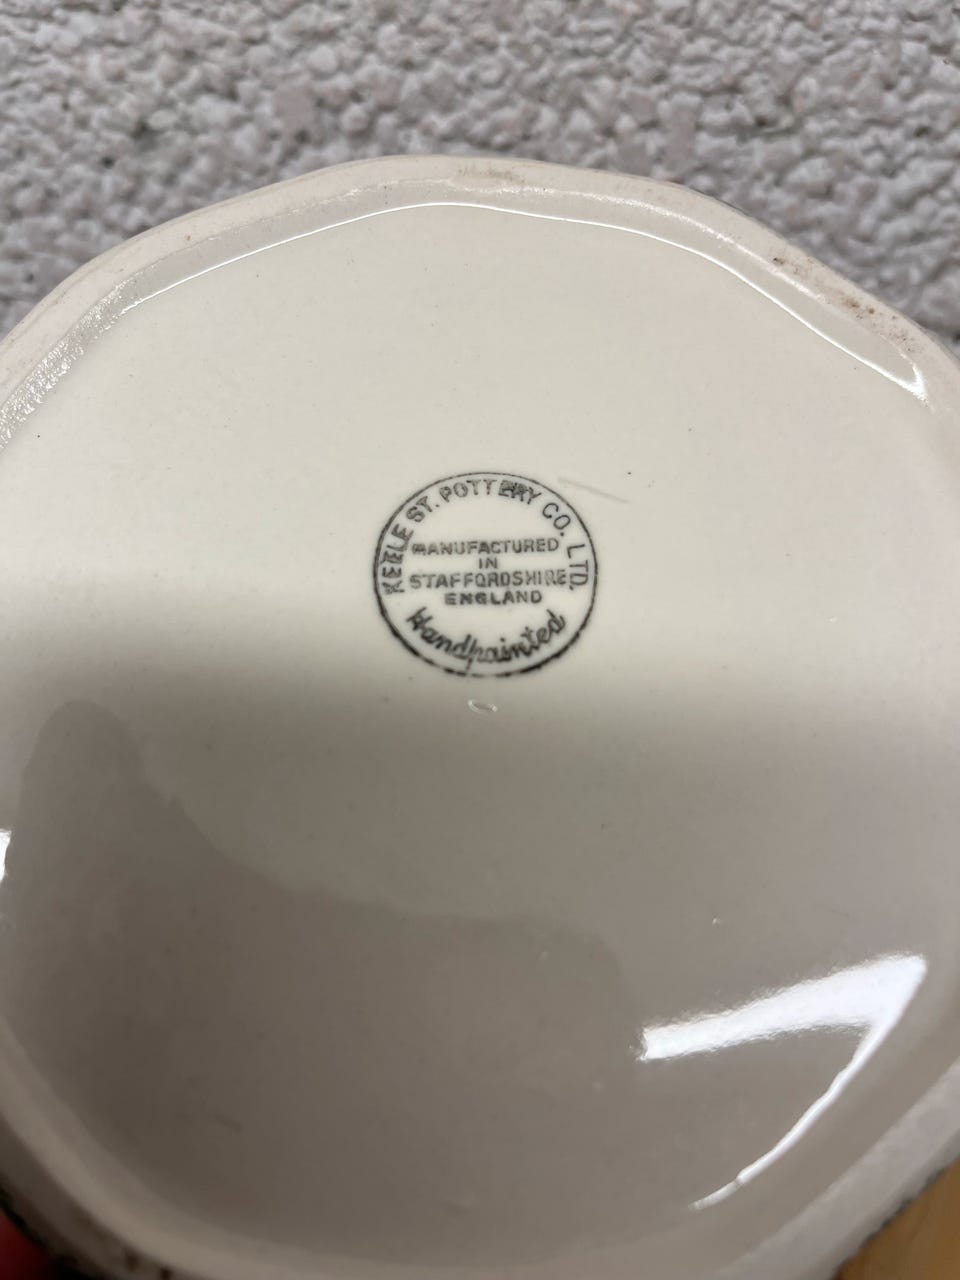 KEELE ST. POTTERY CO. LTD.
MANUFACTURED
IN
STAFFORDSHIRE
ENGLAND
Handpainted